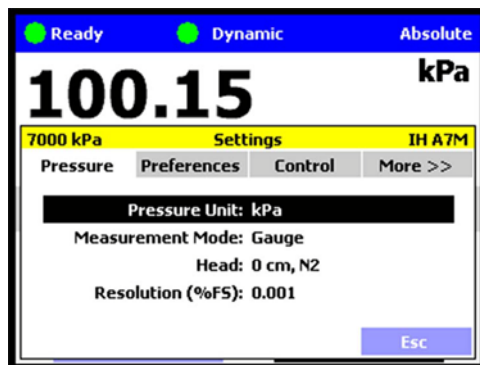 Ready Dynamic Absolute
100.15 kPa
7000 kPa Settings IH A7M
Pressure Preferences Control More >>
Pressure Unit: kPa
Measurement Mode: Gauge
Head: 0 cm, N2
Resolution (%FS): 0.001
Esc